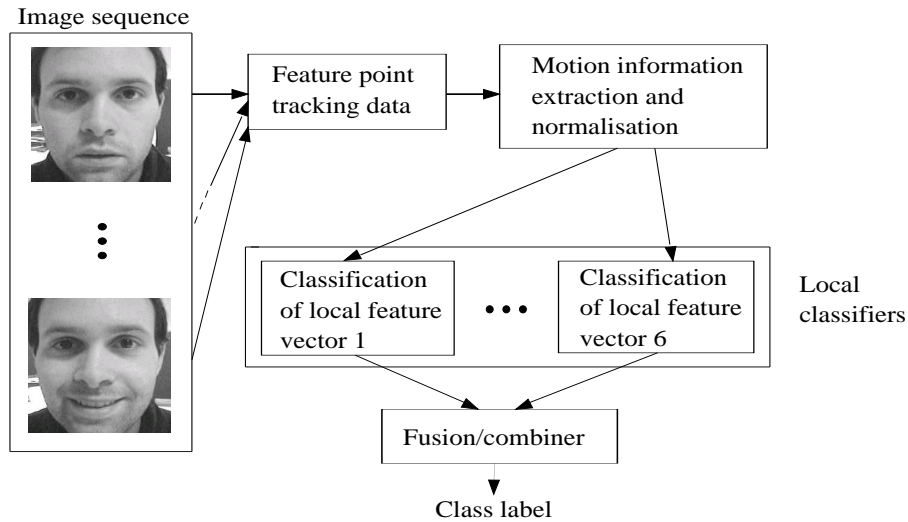 Image sequence
Feature point
tracking data
Motion information
extraction and
normalisation
Classification
of local feature
vector 1
Classification
of local feature
vector 6
Local
classifiers
Fusion/combiner
Class label